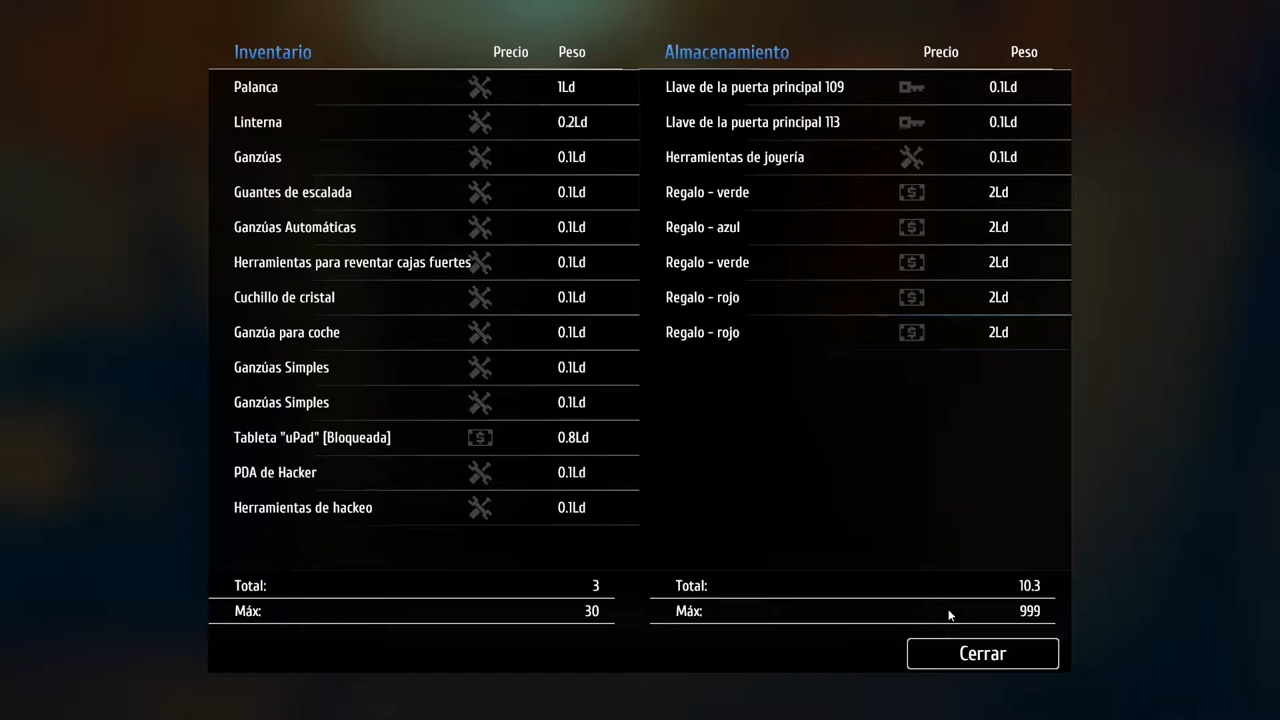 Inventario Precio Peso
Palanca 1Ld
Linterna 0.2Ld
Ganzúas 0.1Ld
Guantes de escalada 0.1Ld
Ganzúas Automáticas 0.1Ld
Herramientas para reventar cajas fuertes 0.1Ld
Cuchillo de cristal 0.1Ld
Ganzúa para coche 0.1Ld
Ganzúas Simples 0.1Ld
Ganzúas Simples 0.1Ld
Tableta "uPad" [Bloqueada] $ 0.8Ld
PDA de Hacker 0.1Ld
Herramientas de hackeo 0.1Ld
Total: 3
Máx: 30
Almacenamiento Precio Peso
Llave de la puerta principal 109 0.1Ld
Llave de la puerta principal 113 0.1Ld
Herramientas de joyería 0.1Ld
Regalo - verde $ 2Ld
Regalo - azul $ 2Ld
Regalo - verde $ 2Ld
Regalo - rojo $ 2Ld
Regalo - rojo $ 2Ld
Total: 10.3
Máx: 999
Cerrar